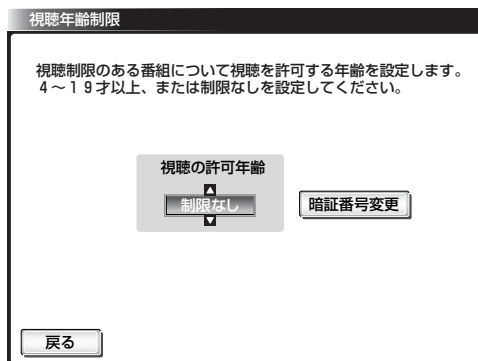 視聴年齢制限
視聴制限のある番組について視聴を許可する年齢を設定します。
4〜19才以上、または制限なしを設定してください。
視聴の許可年齢
制限なし
暗証番号変更
戻る